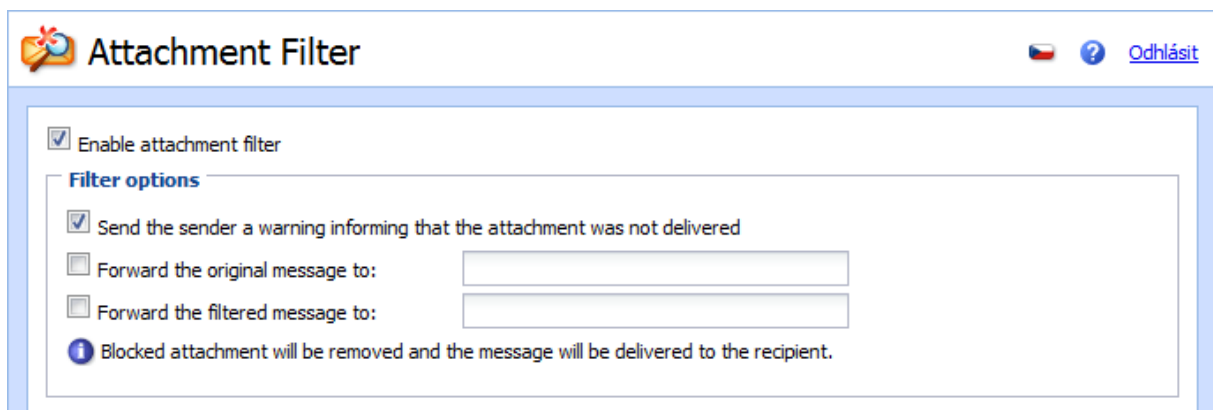 Attachment Filter
Odhlásit
Enable attachment filter
Filter options
Send the sender a warning informing that the attachment was not delivered
Forward the original message to:
Forward the filtered message to:
Blocked attachment will be removed and the message will be delivered to the recipient.